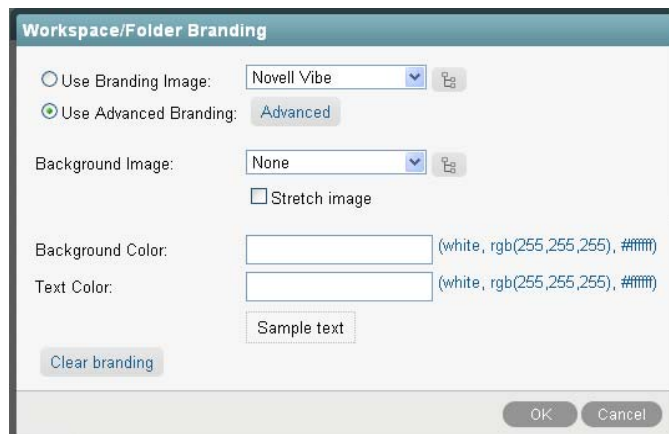 Workspace/Folder Branding
Use Branding Image: Novell Vibe
Use Advanced Branding: Advanced
Background Image: None
Stretch image
Background Color: (white, rgb(255,255,255), #ffffff)
Text Color: (white, rgb(255,255,255), #ffffff)
Sample text
Clear branding
OK Cancel